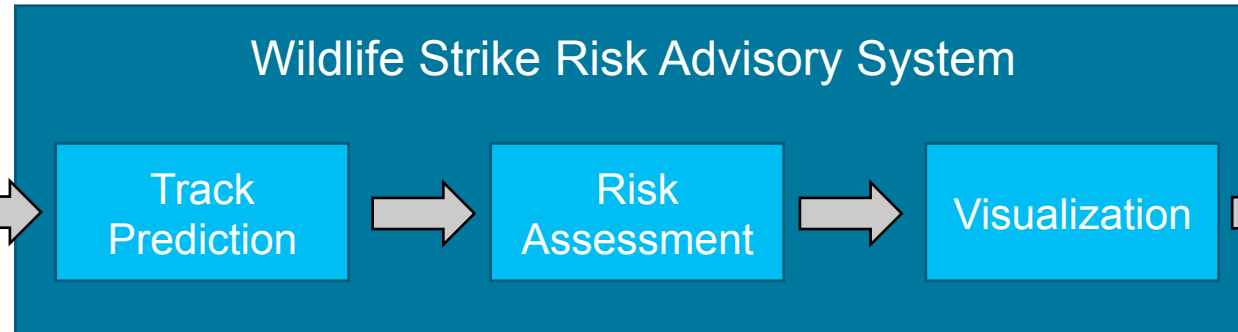 Wildlife Strike Risk Advisory System
Track
Prediction
Risk
Assessment
Visualization